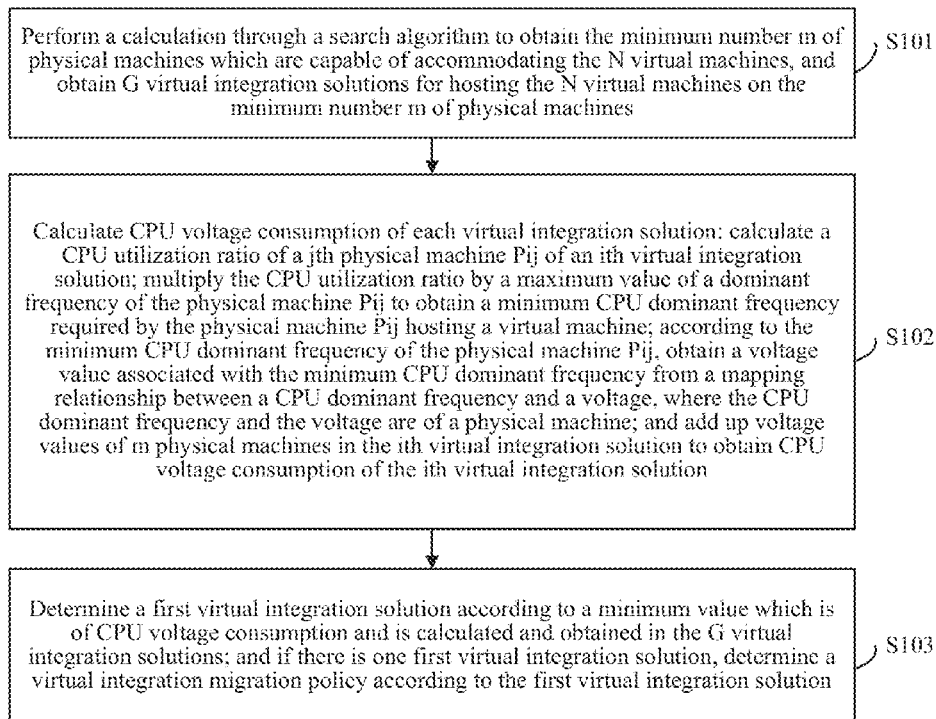 Perform a calculation through a search algorithm to obtain the minimum number m of
S101
physical machines which are capable of accommodating the N virtual machines, and
obtain G virtual integration solutions for hosting the N virtual machines on the
minimum number m of physical machines
Calculate CPU voltage consumption of each virtual integration solution: calculate a
CPU utilization ratio of a jth physical machine Pij of an ith virtual integration
solution; multiply the CPU utilization ratio by a maximum value of a dominant
frequency of the physical machine Pij to obtain a minimum CPU dominant frequency
required by the physical machine Pij hosting a virtual machine; according to the
minimum CPU dominant frequency of the physical machine Pij, obtain a voltage
S102
value associated with the minimum CPU dominant frequency from a mapping
relationship between a CPU dominant frequency and a voltage, where the CPU
dominant frequency and the voltage are of a physical machine; and add up voltage
values of m physical machines in the ith virtual integration solution to obtain CPU
voltage consumption of the ith virtual integration solution
Determine a first virtual integration solution according to a minimum value which is
of CPU voltage consumption and is calculated and obtained in the G virtual
integration solutions; and if there is one first virtual integration solution, determine a
S103
virtual integration migration policy according to the first virtual integration solution